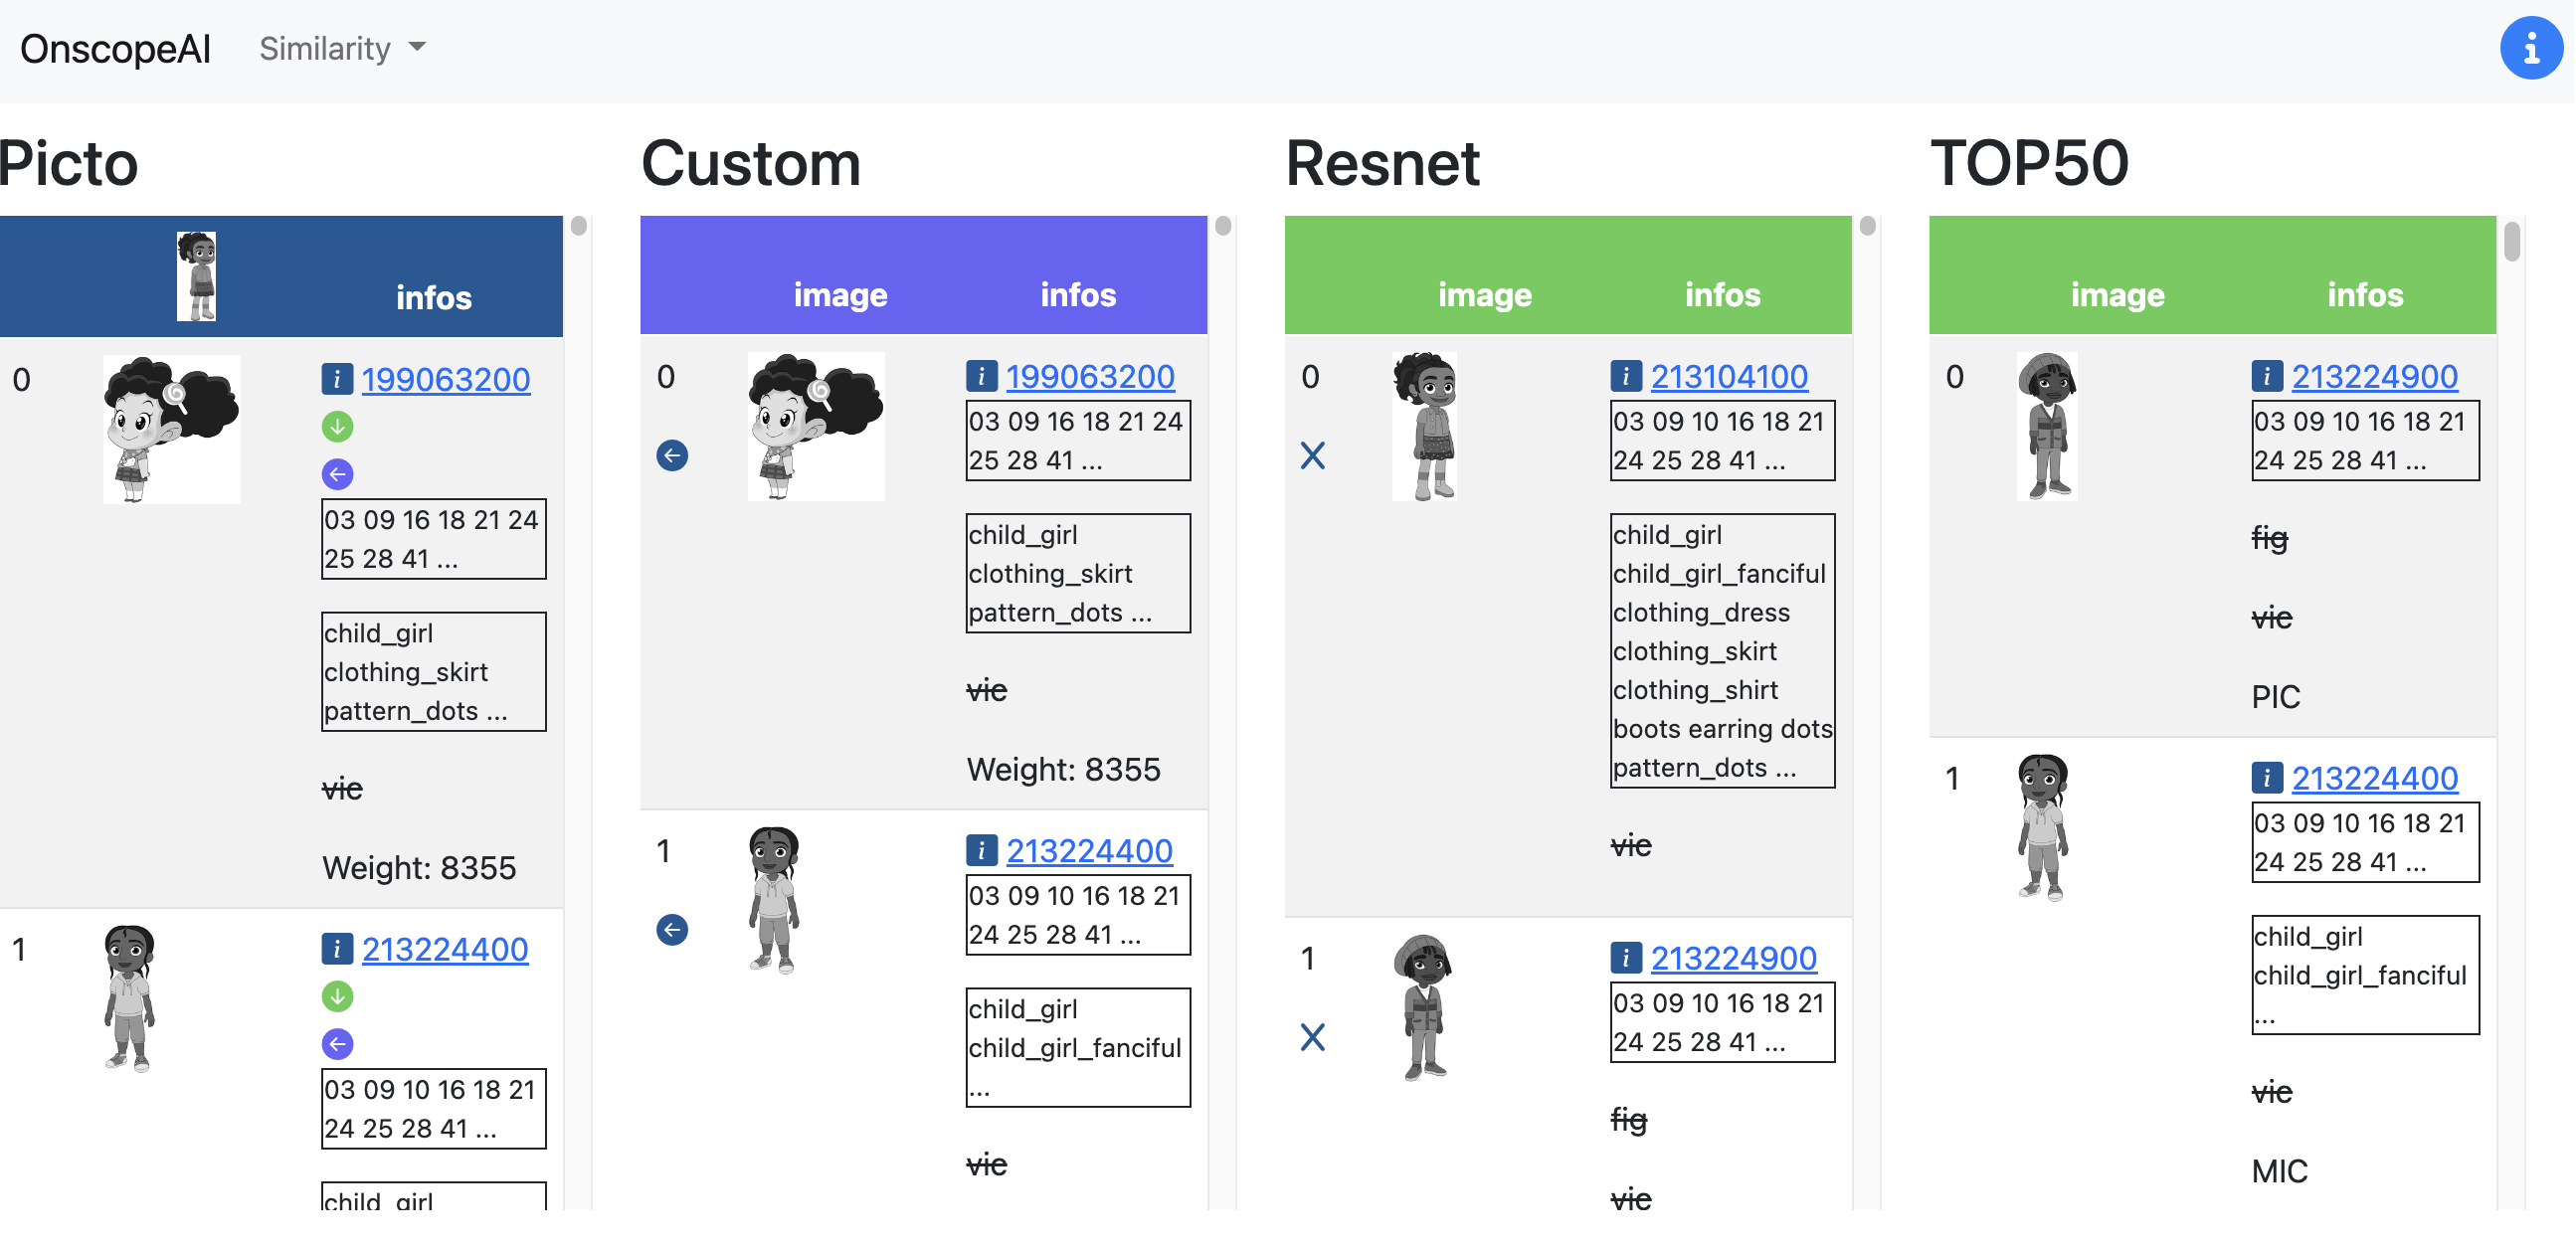 OnscopeAI Similarity
Picto
infos
0
199063200
03 09 16 18 21 24
25 28 41 ...
child_girl
clothing_skirt
pattern_dots ...
vie
Weight: 8355
1
213224400
03 09 10 16 18 21
24 25 28 41 ...
child_girl
Custom
image infos
0
199063200
03 09 16 18 21 24
25 28 41 ...
child_girl
clothing_skirt
pattern_dots ...
vie
Weight: 8355
1
213224400
03 09 10 16 18 21
24 25 28 41 ...
child_girl
child_girl_fanciful
...
vie
Resnet
image infos
0
213104100
X
03 09 10 16 18 21
24 25 28 41 ...
child_girl
child_girl_fanciful
clothing_dress
clothing_skirt
clothing_shirt
boots earring dots
pattern_dots ...
vie
1
213224900
X
03 09 10 16 18 21
24 25 28 41 ...
fig
vie
TOP50
image infos
0
213224900
03 09 10 16 18 21
24 25 28 41 ...
fig
vie
PIC
1
213224400
03 09 10 16 18 21
24 25 28 41 ...
child_girl
child_girl_fanciful
...
vie
MIC